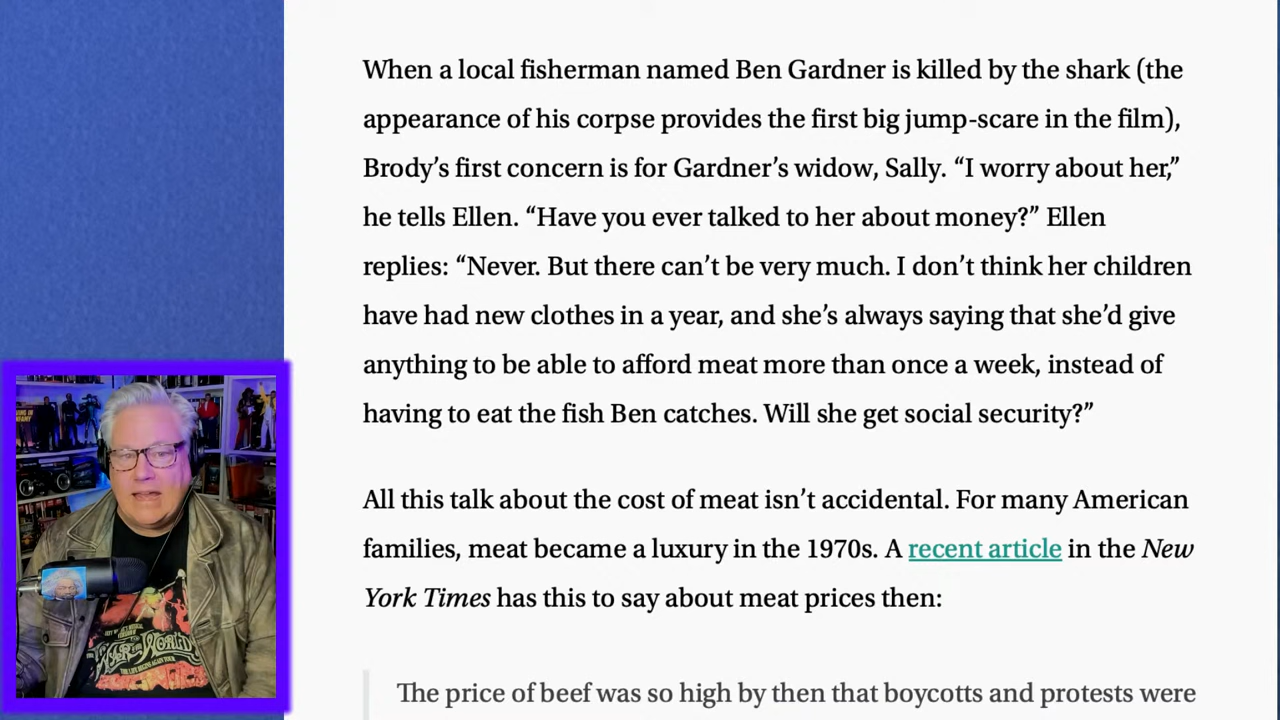 When a local fisherman named Ben Gardner is killed by the shark (the
appearance of his corpse provides the first big jump-scare in the film),
Brody’s first concern is for Gardner’s widow, Sally. “I worry about her,”
he tells Ellen. “Have you ever talked to her about money?” Ellen
replies: “Never. But there can’t be very much. I don’t think her children
have had new clothes in a year, and she’s always saying that she’d give
anything to be able to afford meat more than once a week, instead of
having to eat the fish Ben catches. Will she get social security?”
All this talk about the cost of meat isn’t accidental. For many American
families, meat became a luxury in the 1970s. A recent article in the New
York Times has this to say about meat prices then:
The price of beef was so high by then that boycotts and protests were
THE
WAR OF THE
WORLDS